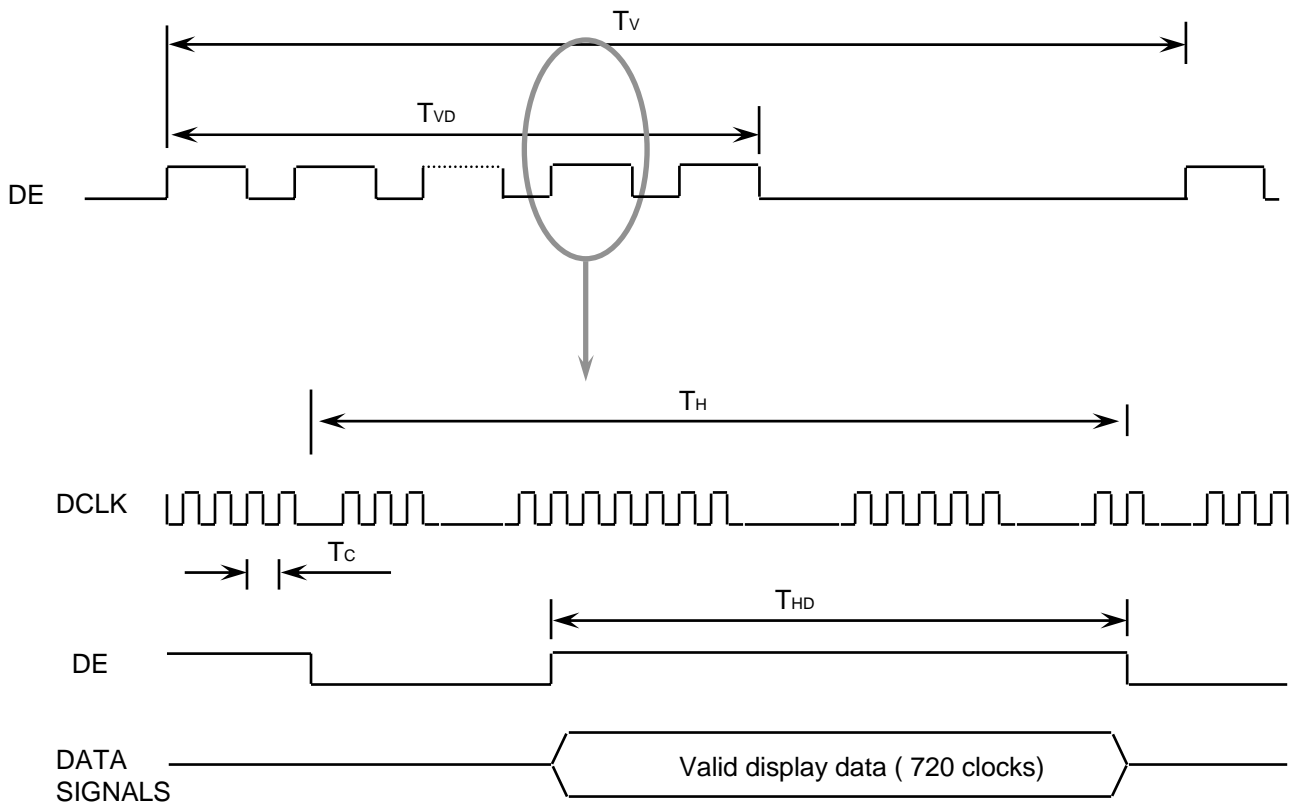 TV
TVD
DE
TH
DCLK
TC
THD
DE
DATA
SIGNALS
Valid display data ( 720 clocks)